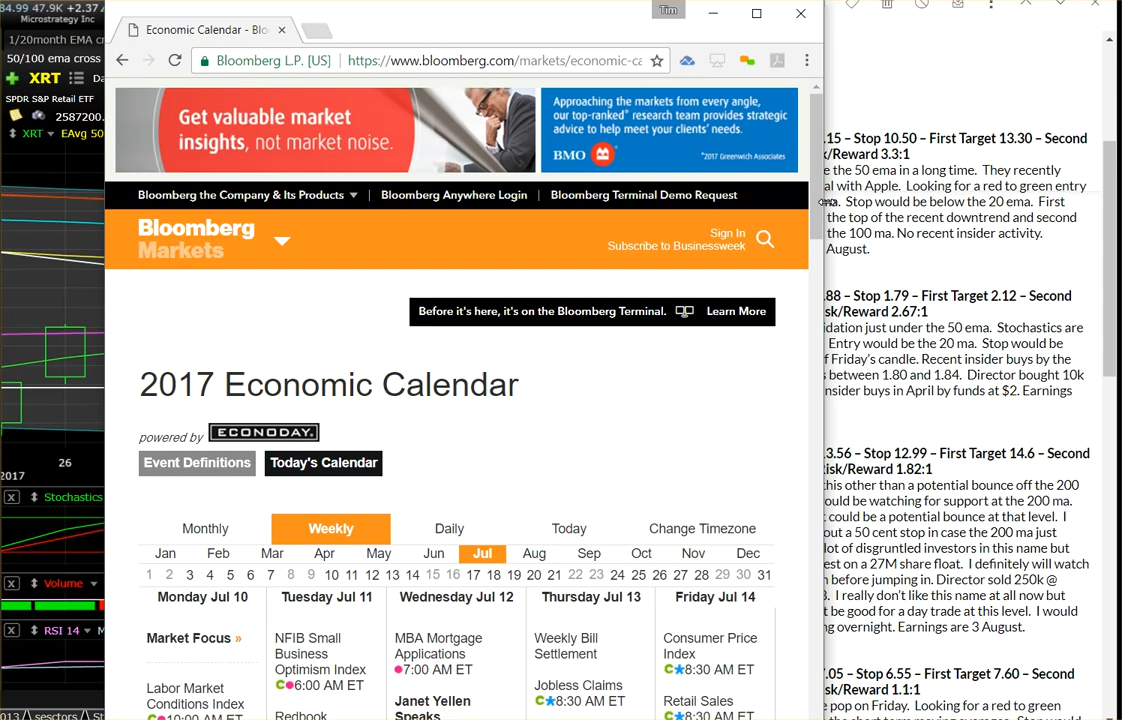 84.99 47.9K +2.37
Microstrategy Inc
1/20month EMA cr
50/100 ema cross
XRT
Da
SPDR S&P Retail ETF
2587200.
XRT
EAvg 50
26
2017
Stochastics
Volume
RSI 14
Tim
Economic Calendar - Blo
Bloomberg L.P. [US]
https://www.bloomberg.com/markets/economic-ca
Get valuable market
insights, not market noise.
Approaching the markets from every angle,
our top-ranked* research team provides strategic
advice to help meet your clients' needs.
BMO
*2017 Greenwich Associates
Bloomberg the Company & Its Products
Bloomberg Anywhere Login
Bloomberg Terminal Demo Request
Bloomberg
Markets
Sign In
Subscribe to Businessweek
Before it's here, it's on the Bloomberg Terminal.
Learn More
2017 Economic Calendar
powered by ECONODAY.
Event Definitions
Today's Calendar
Monthly Weekly Daily Today Change Timezone
Jan Feb Mar Apr May Jun Jul Aug Sep Oct Nov Dec
1 2 3 4 5 6 7 8 9 10 11 12 13 14 15 16 17 18 19 20 21 22 23 24 25 26 27 28 29 30 31
Monday Jul 10
Market Focus »
Labor Market
Conditions Index
10:00 AM ET
Tuesday Jul 11
NFIB Small
Business
Optimism Index
C 6:00 AM ET
Redbook
Wednesday Jul 12
MBA Mortgage
Applications
7:00 AM ET
Janet Yellen
Speaks
Thursday Jul 13
Weekly Bill
Settlement
Jobless Claims
C 8:30 AM ET
Friday Jul 14
Consumer Price
Index
C 8:30 AM ET
Retail Sales
C 8:30 AM ET
.15 – Stop 10.50 – First Target 13.30 – Second
k/Reward 3.3:1
e the 50 ema in a long time. They recently
al with Apple. Looking for a red to green entry
a. Stop would be below the 20 ema. First
the top of the recent downtrend and second
the 100 ma. No recent insider activity.
August.
.88 – Stop 1.79 – First Target 2.12 – Second
sk/Reward 2.67:1
idation just under the 50 ema. Stochastics are
Entry would be the 20 ma. Stop would be
f Friday's candle. Recent insider buys by the
s between 1.80 and 1.84. Director bought 10k
nsider buys in April by funds at $2. Earnings
3.56 – Stop 12.99 – First Target 14.6 – Second
isk/Reward 1.82:1
this other than a potential bounce off the 200
ould be watching for support at the 200 ma.
t could be a potential bounce at that level. I
out a 50 cent stop in case the 200 ma just
lot of disgruntled investors in this name but
est on a 27M share float. I definitely will watch
n before jumping in. Director sold 250k @
3. I really don't like this name at all now but
t be good for a day trade at this level. I would
ng overnight. Earnings are 3 August.
7.05 – Stop 6.55 – First Target 7.60 – Second
sk/Reward 1.1:1
e pop on Friday. Looking for a red to green